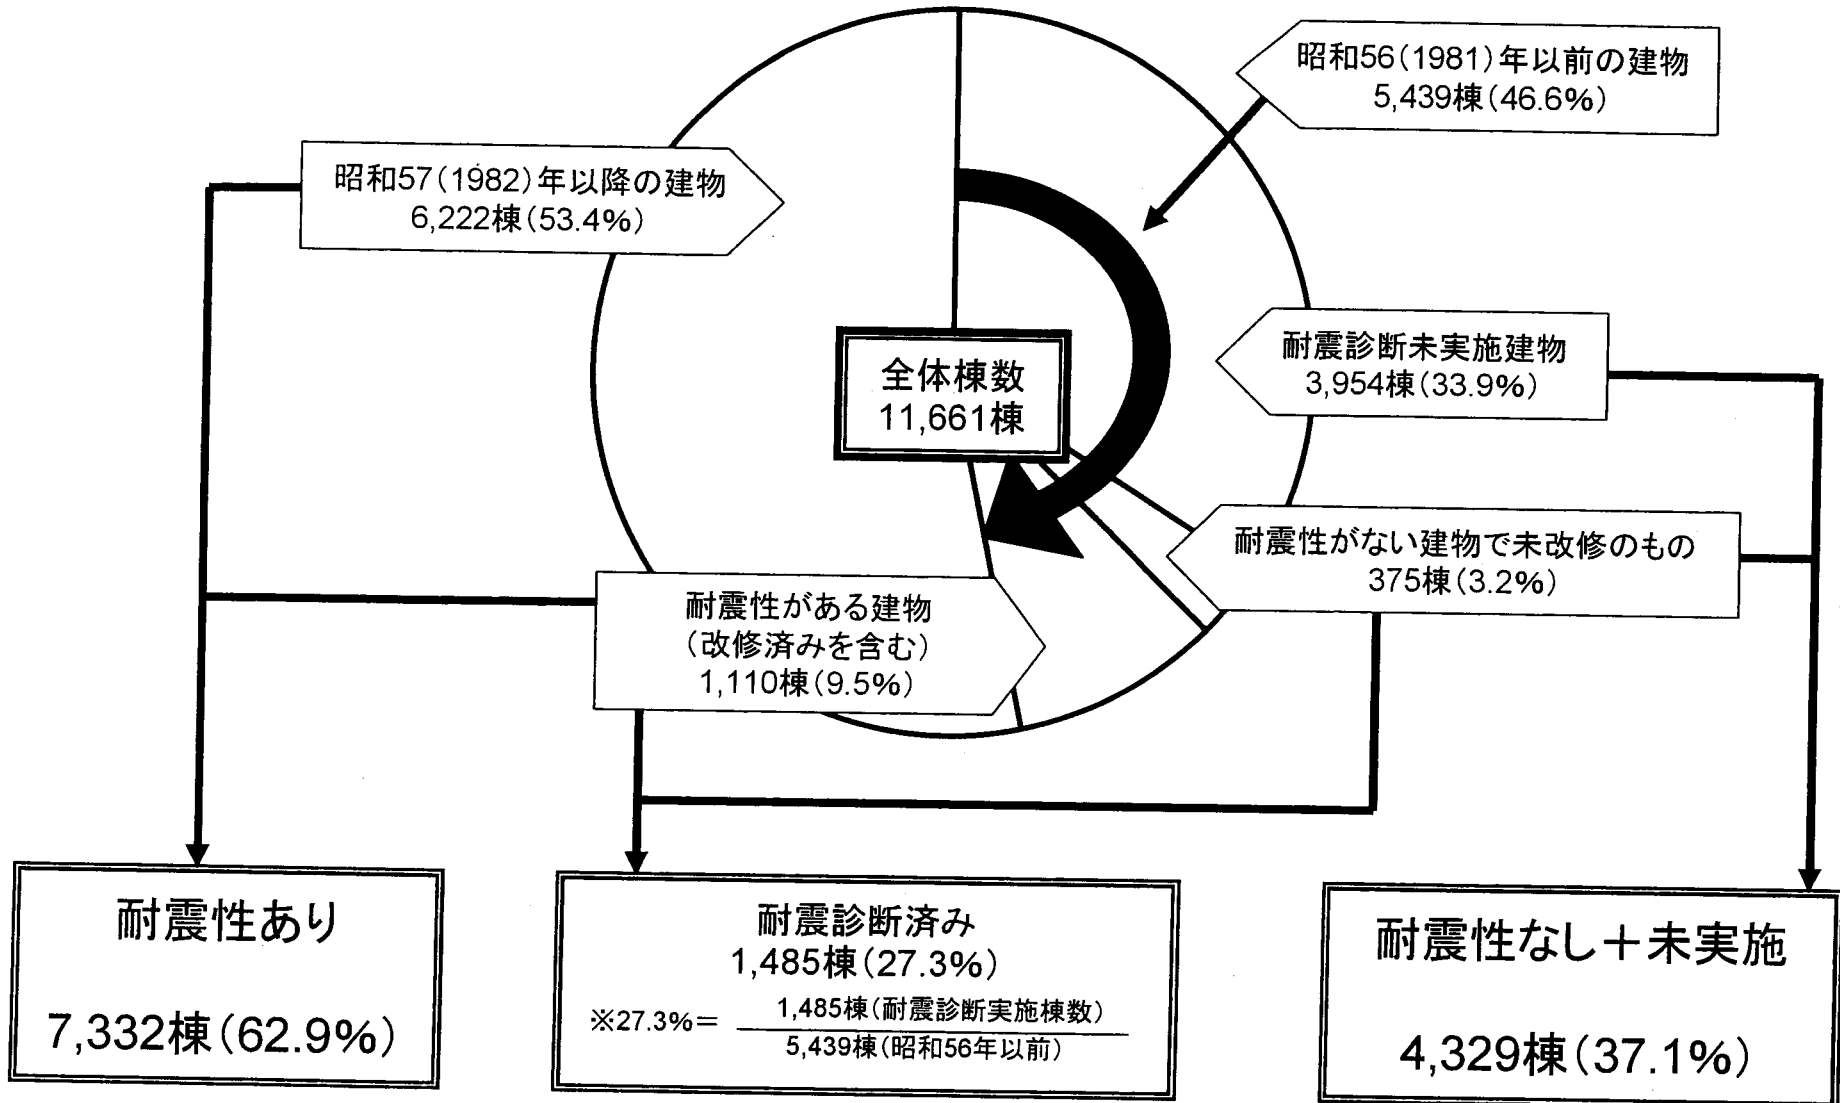 昭和56(1981)年以前の建物
5,439棟(46.6%)
昭和57(1982)年以降の建物
6,222棟(53.4%)
全体棟数
11,661棟
耐震診断未実施建物
3,954棟(33.9%)
耐震性がない建物で未改修のもの
375棟(3.2%)
耐震性がある建物
(改修済みを含む)
1,110棟(9.5%)
耐震性あり
7,332棟(62.9%)
耐震診断済み
1,485棟(27.3%)
※27.3%= 1,485棟(耐震診断実施棟数)
5,439棟(昭和56年以前)
耐震性なし+未実施
4,329棟(37.1%)